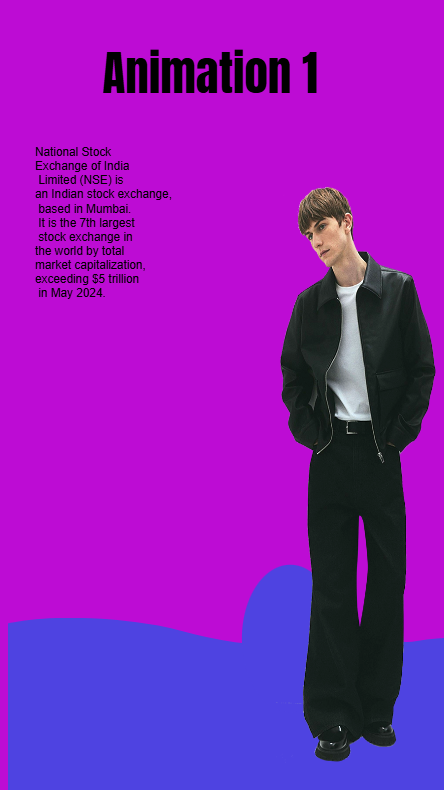 Animation 1
National Stock
Exchange of India
Limited (NSE) is
an Indian stock exchange,
based in Mumbai.
It is the 7th largest
stock exchange in
the world by total
market capitalization,
exceeding $5 trillion
in May 2024.